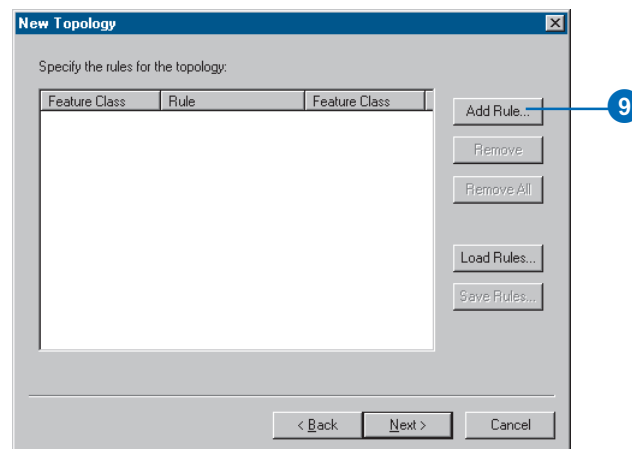 New Topology
Specify the rules for the topology:
Feature Class Rule Feature Class
Add Rule...
9
Remove
Remove All
Load Rules...
Save Rules...
< Back Next > Cancel